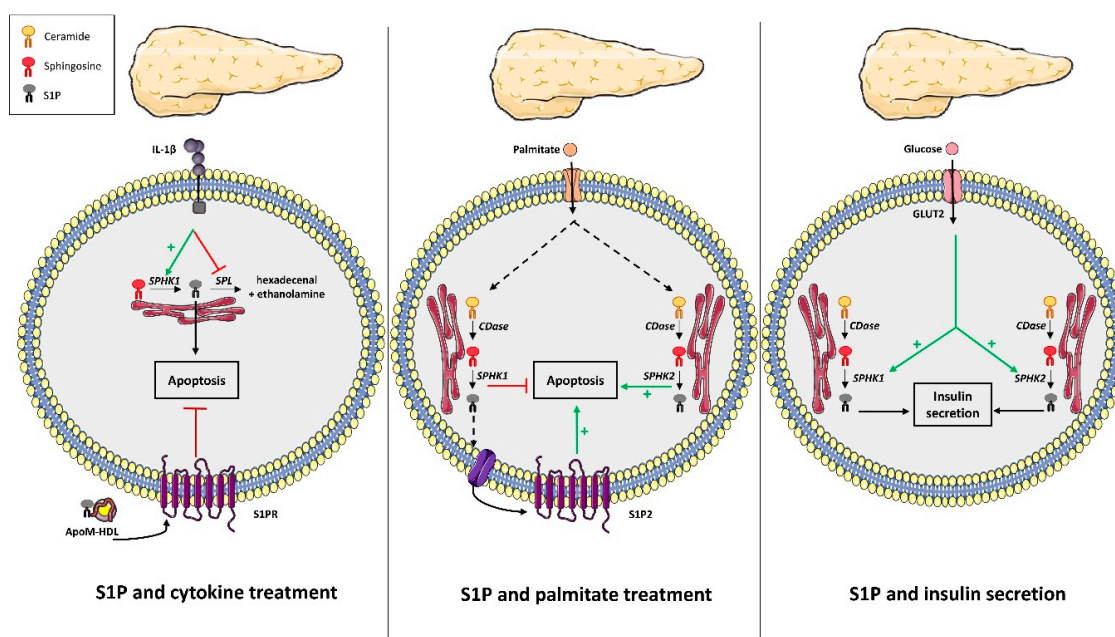 Ceramide
Sphingosine
S1P
IL-1β
+
SPHK1
SPL
hexadecenal
+ ethanolamine
Apoptosis
S1PR
ApoM-HDL
S1P and cytokine treatment
Palmitate
CDase
CDase
SPHK1
Apoptosis
SPHK2
+
+
S1P2
S1P and palmitate treatment
Glucose
GLUT2
CDase
CDase
+
+
SPHK1
SPHK2
Insulin
secretion
S1P and insulin secretion